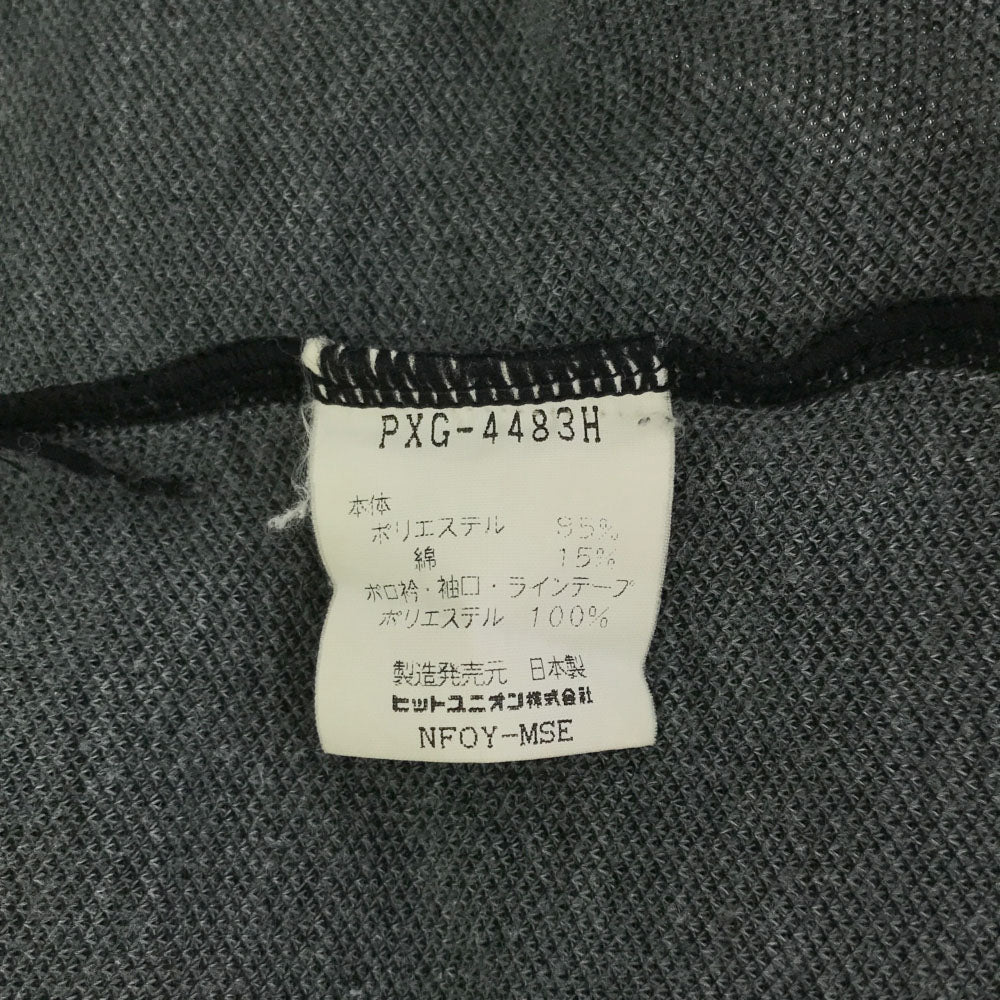 PXG-4483H
本体
ポリエステル 85%
綿 15%
ポロ衿・袖口・ラインテープ
ポリエステル 100%
製造発売元 日本製
ヒットユニオン株式会社
NFOY-MSE